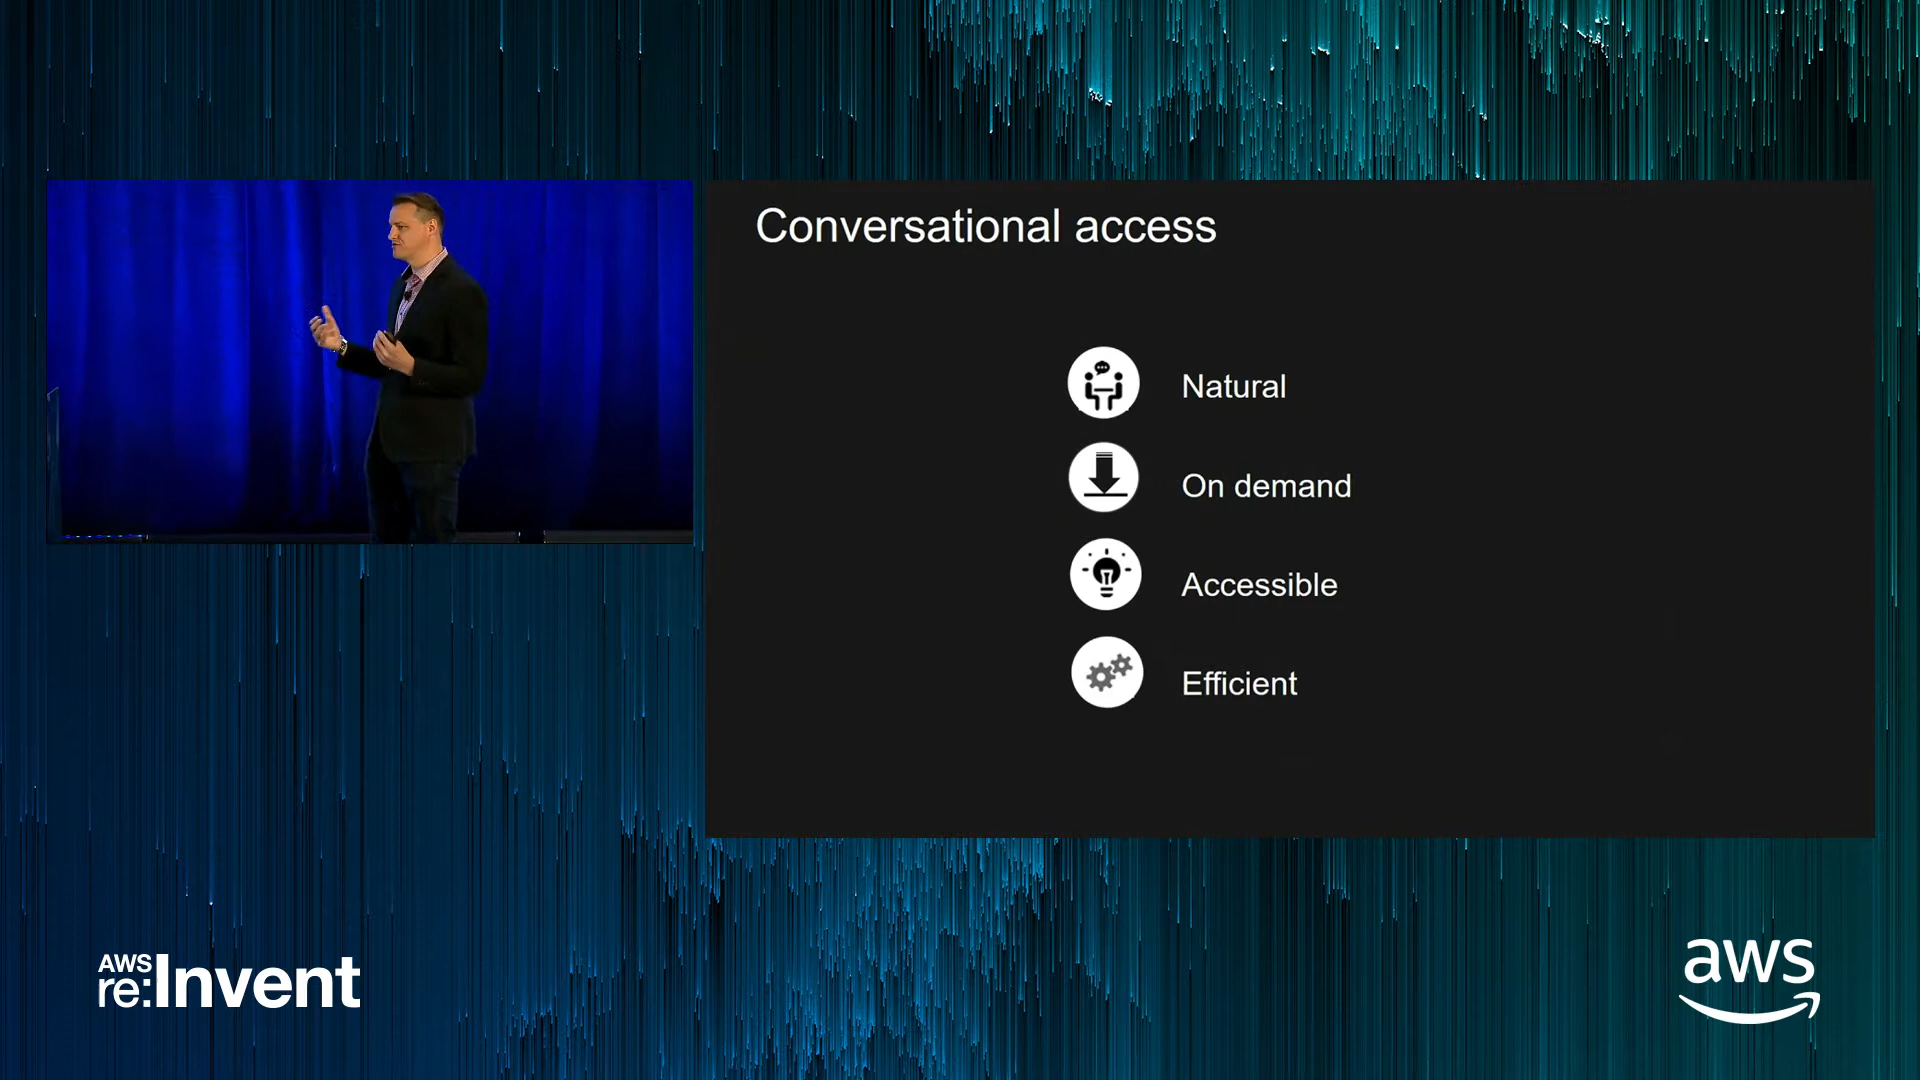 Conversational access
Natural
On demand
Accessible
Efficient
AWS
re:Invent
aws